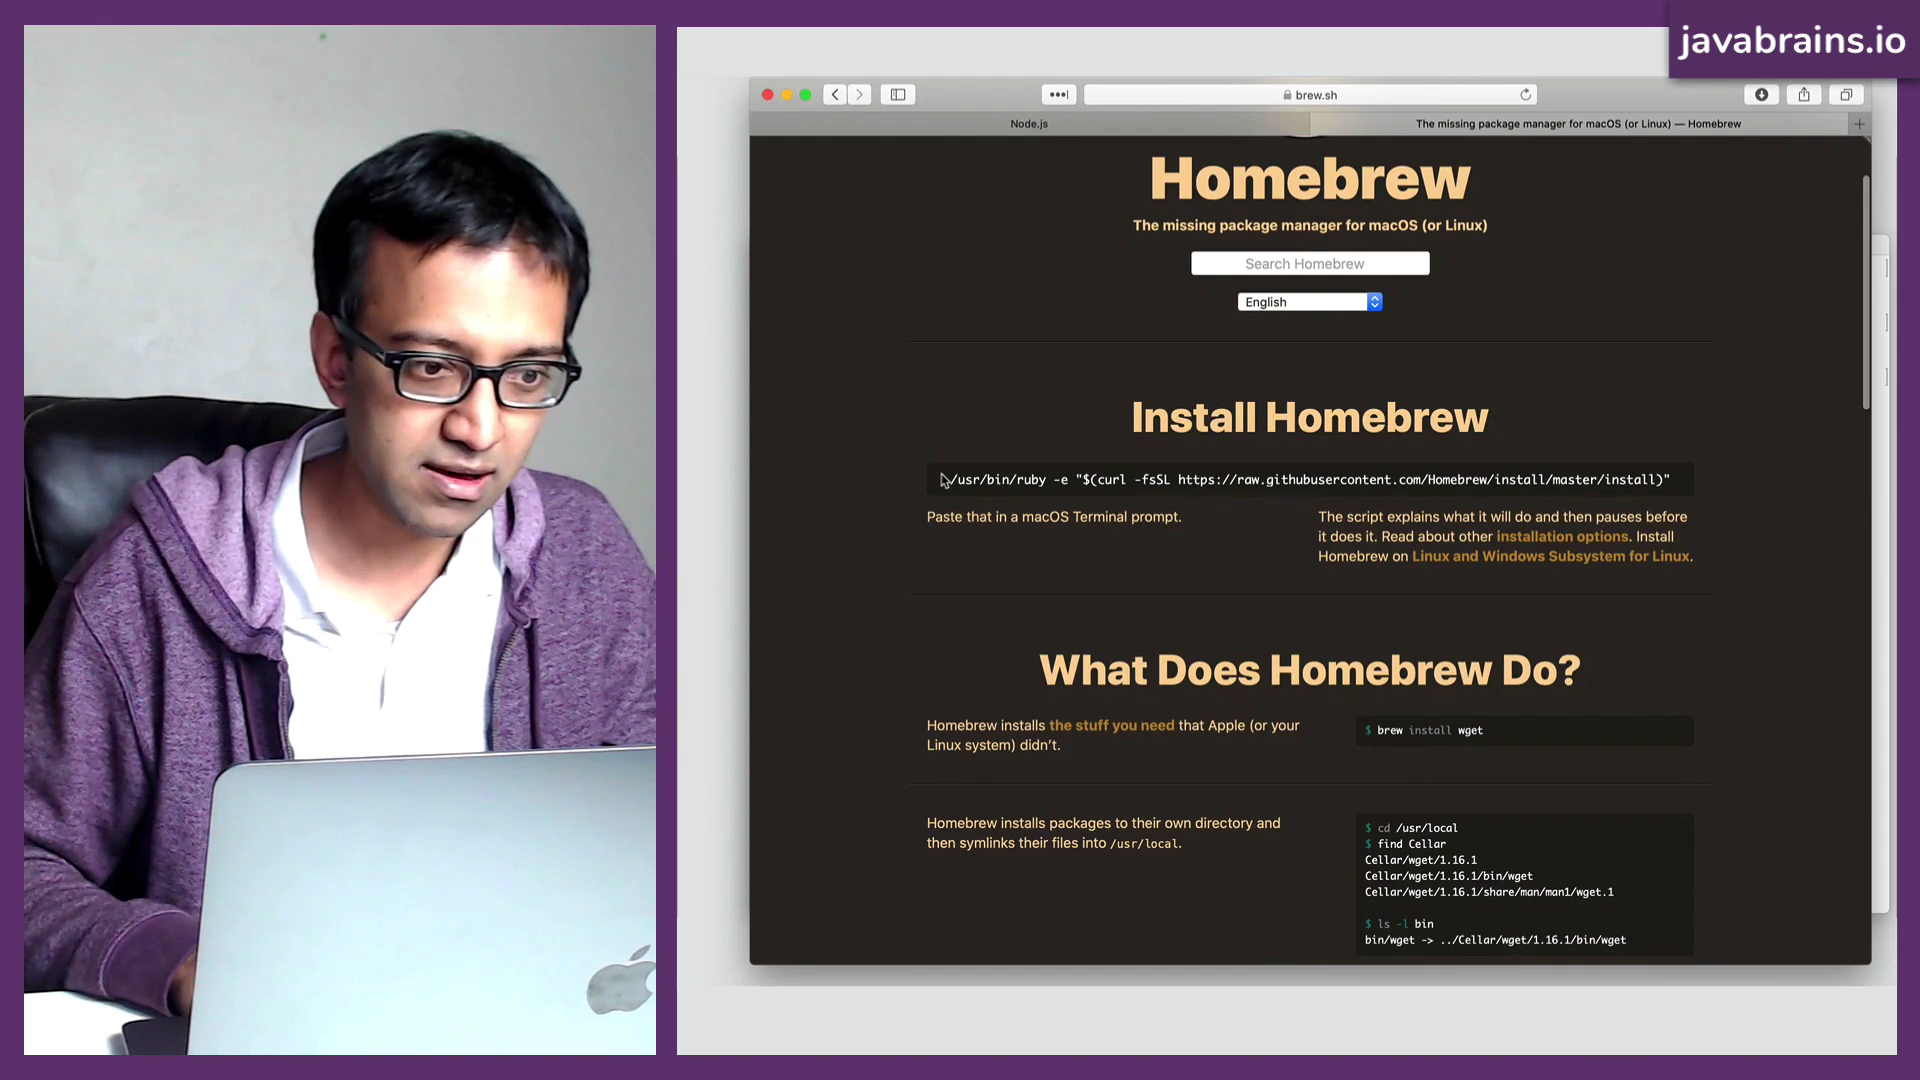 javabrains.io
brew.sh
Node.js
The missing package manager for macOS (or Linux) — Homebrew
Homebrew
The missing package manager for macOS (or Linux)
Search Homebrew
English
Install Homebrew
/usr/bin/ruby -e "$(curl -fsSL https://raw.githubusercontent.com/Homebrew/install/master/install)"
Paste that in a macOS Terminal prompt.
The script explains what it will do and then pauses before
it does it. Read about other installation options. Install
Homebrew on Linux and Windows Subsystem for Linux.
What Does Homebrew Do?
Homebrew installs the stuff you need that Apple (or your
Linux system) didn’t.
$ brew install wget
Homebrew installs packages to their own directory and
then symlinks their files into /usr/local.
$ cd /usr/local
$ find Cellar
Cellar/wget/1.16.1
Cellar/wget/1.16.1/bin/wget
Cellar/wget/1.16.1/share/man/man1/wget.1
$ ls -l bin
bin/wget -> ../Cellar/wget/1.16.1/bin/wget